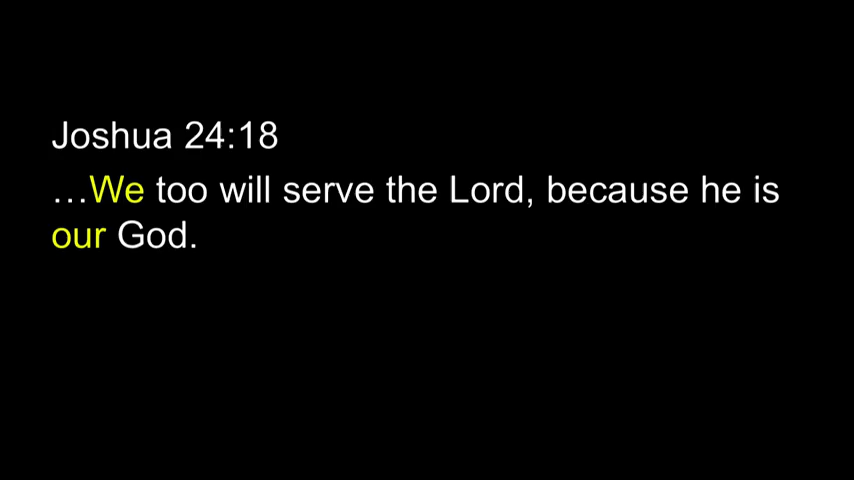 Joshua 24:18
…We too will serve the Lord, because he is
our God.